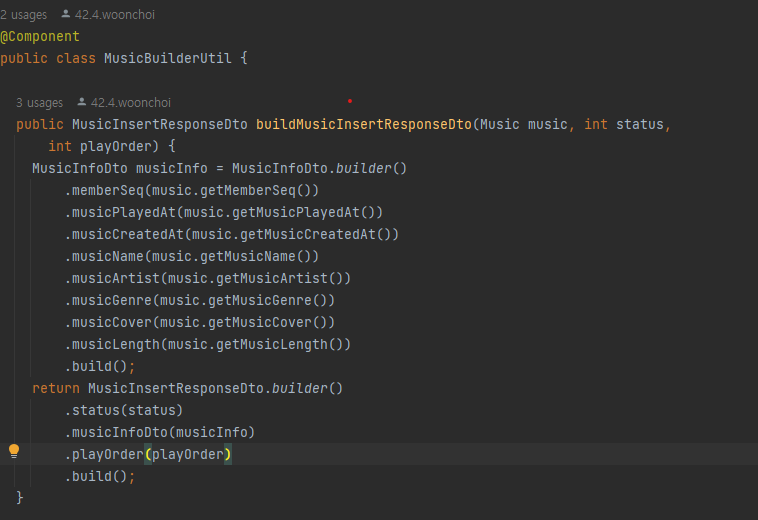 2 usages 42.4.woonchoi
@Component
public class MusicBuilderUtil {
3 usages 42.4.woonchoi
public MusicInsertResponseDto buildMusicInsertResponseDto(Music music, int status,
int playOrder) {
MusicInfoDto musicInfo = MusicInfoDto.builder()
.memberSeq(music.getMemberSeq())
.musicPlayedAt(music.getMusicPlayedAt())
.musicCreatedAt(music.getMusicCreatedAt())
.musicName(music.getMusicName())
.musicArtist(music.getMusicArtist())
.musicGenre(music.getMusicGenre())
.musicCover(music.getMusicCover())
.musicLength(music.getMusicLength())
.build();
return MusicInsertResponseDto.builder()
.status(status)
.musicInfoDto(musicInfo)
.playOrder(playOrder)
.build();
}